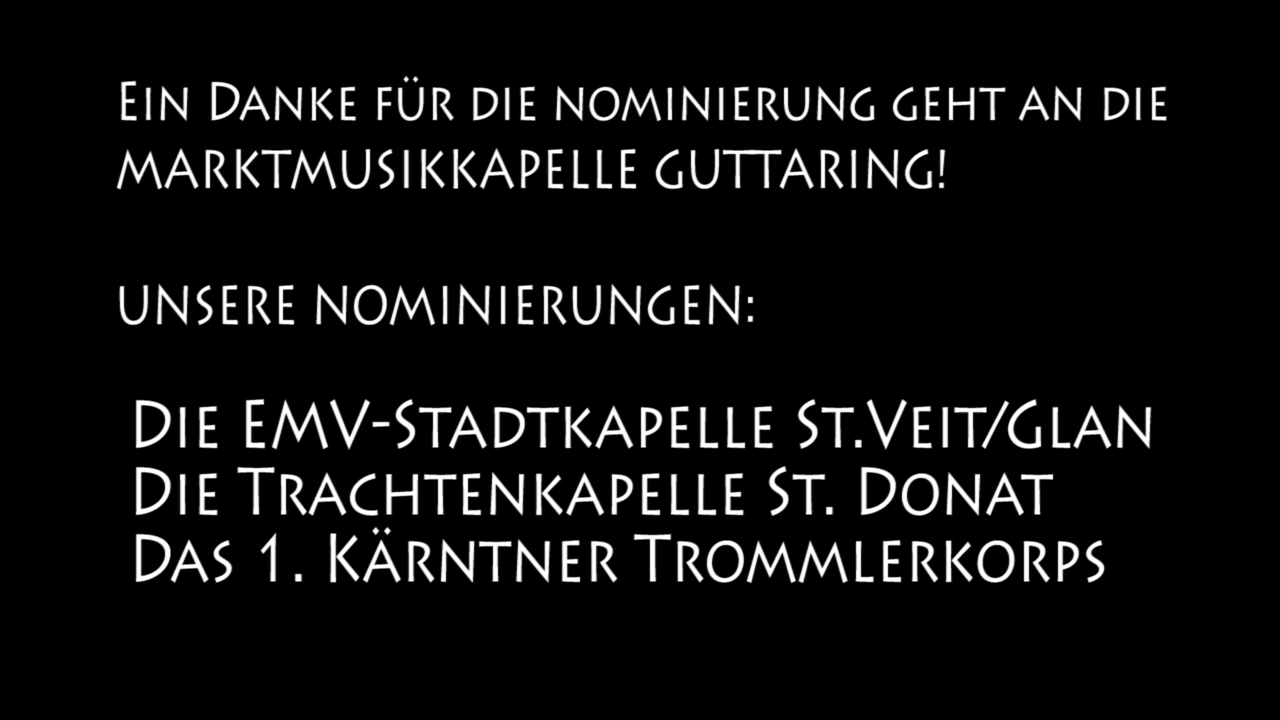 Ein Danke für die nominierung geht an die
MARKTMUSIKKAPELLE GUTTARING!
UNSERE NOMINIERUNGEN:
Die EMV-Stadtkapelle St.Veit/Glan
Die Trachtenkapelle St. Donat
Das 1. Kärntner Trommlerkorps